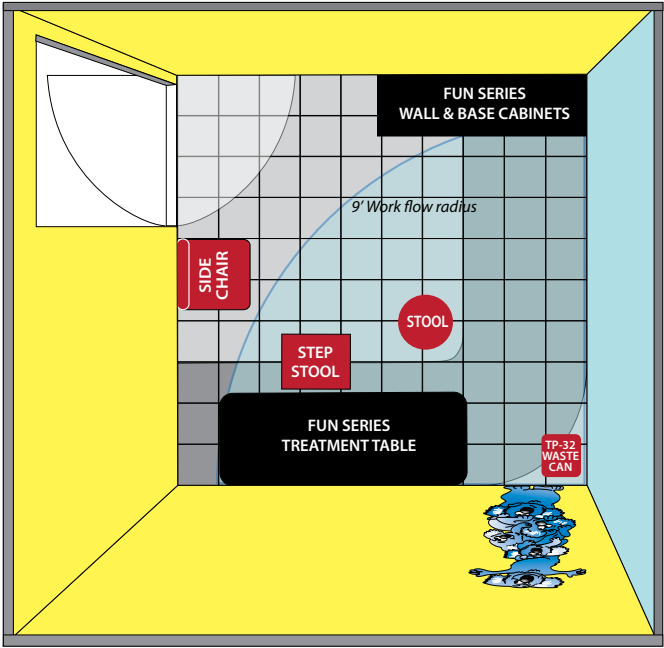 FUN SERIES
WALL & BASE CABINETS
9’ Work flow radius
SIDE
CHAIR
STOOL
STEP
STOOL
FUN SERIES
TREATMENT TABLE
TP-32
WASTE
CAN